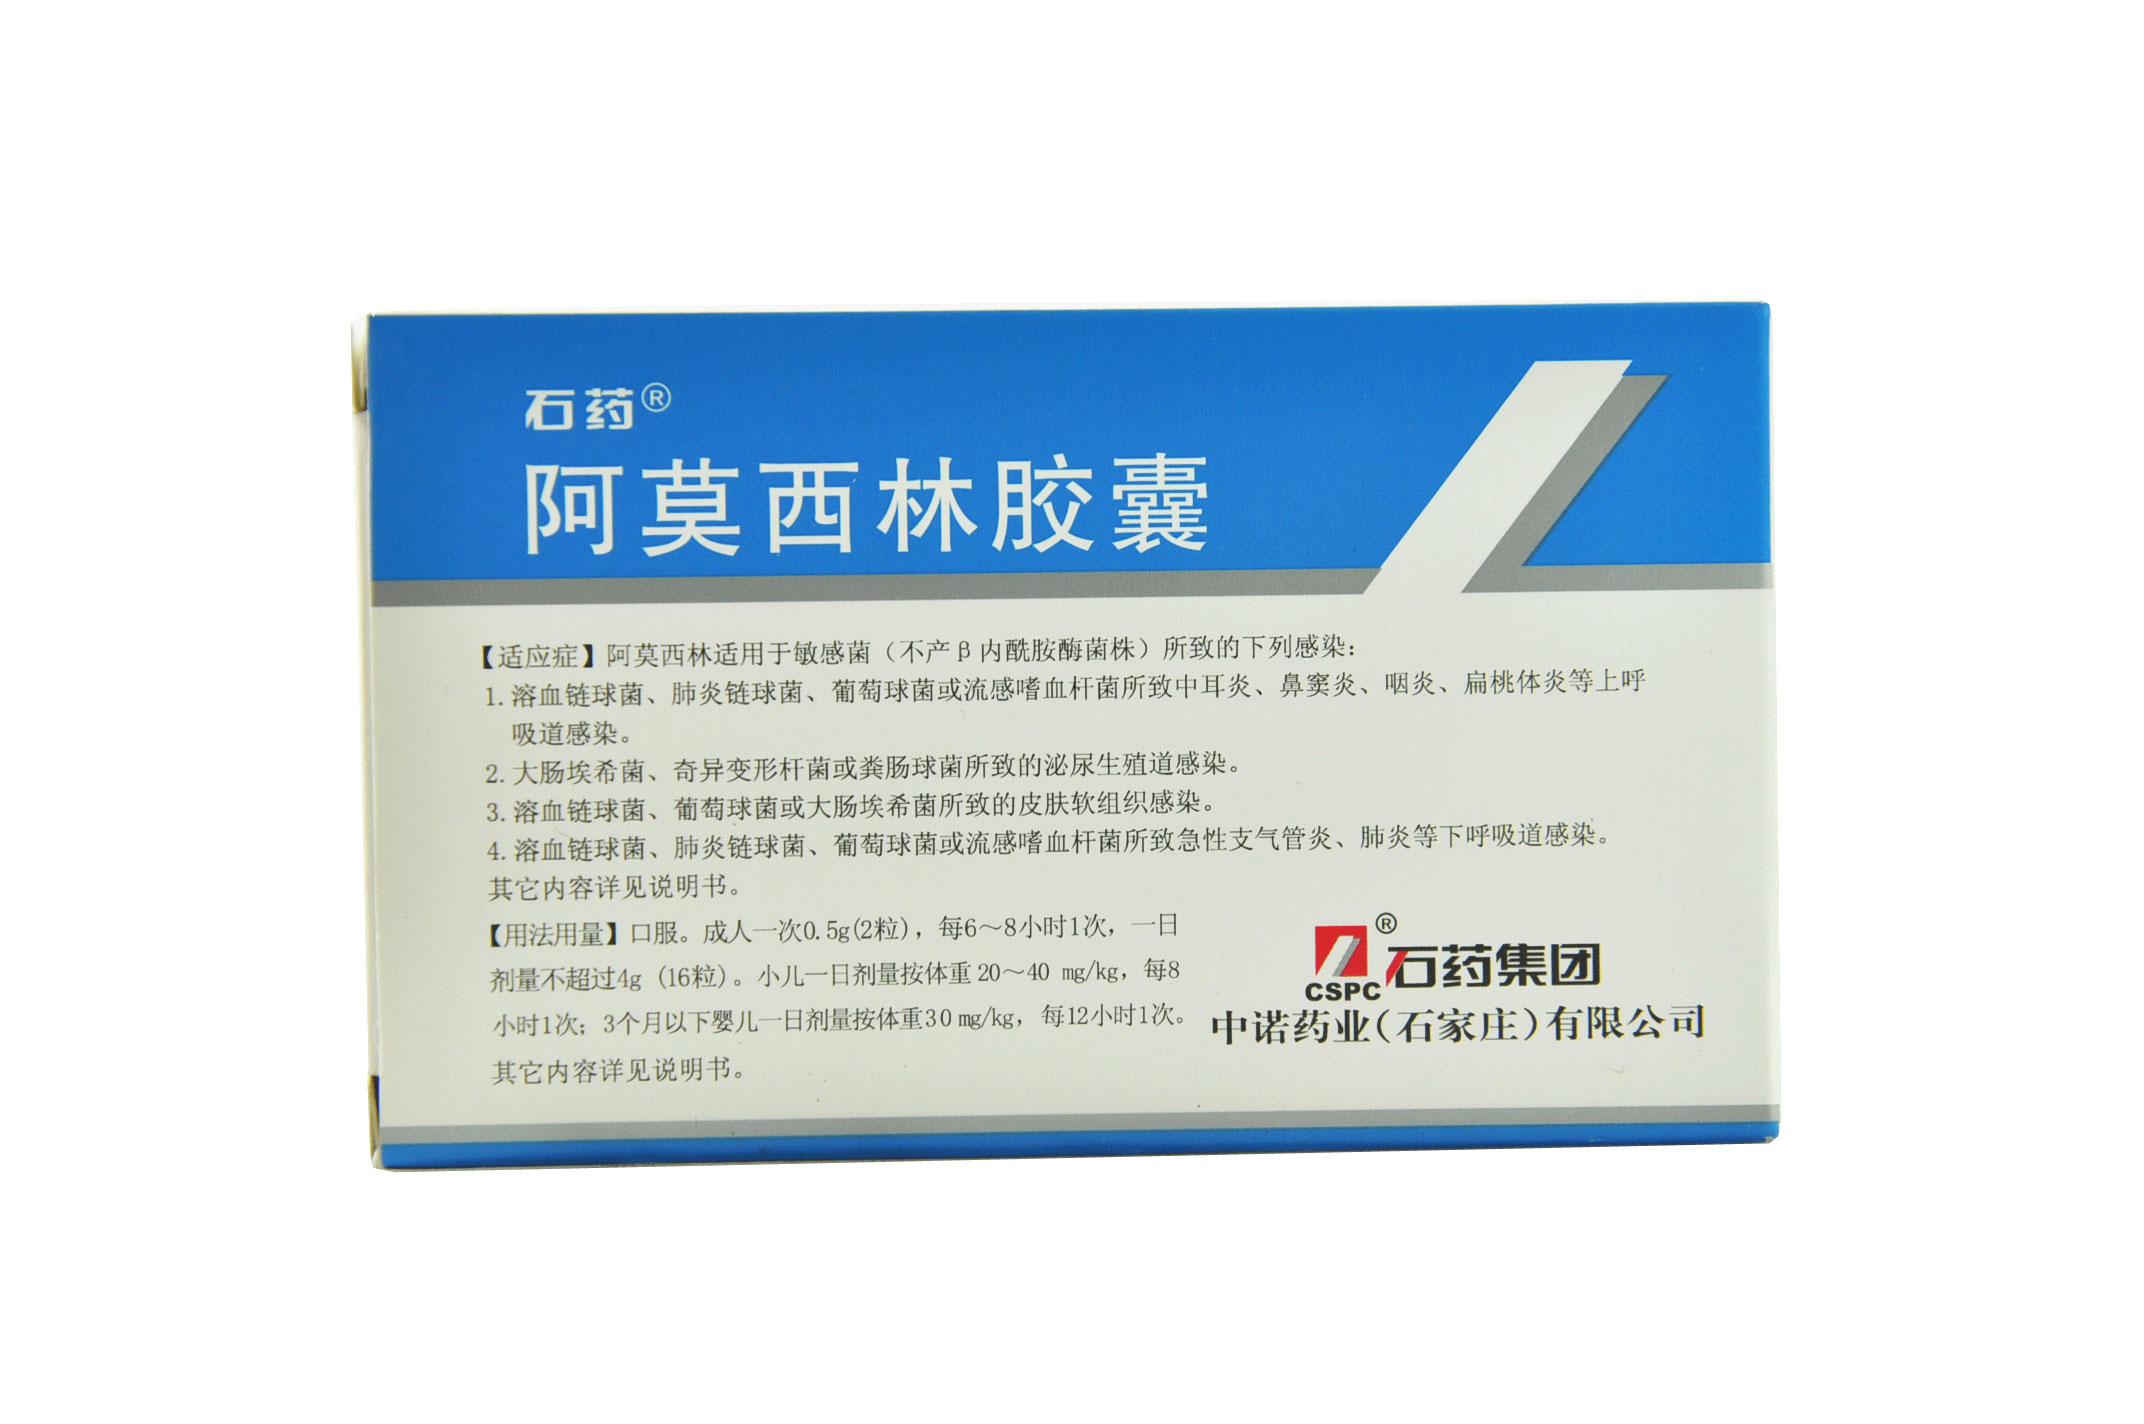 石药®
阿莫西林胶囊
【适应症】阿莫西林适用于敏感菌（不产β内酰胺酶菌株）所致的下列感染：
1.溶血链球菌、肺炎链球菌、葡萄球菌或流感嗜血杆菌所致中耳炎、鼻窦炎、咽炎、扁桃体炎等上呼
吸道感染。
2.大肠埃希菌、奇异变形杆菌或粪肠球菌所致的泌尿生殖道感染。
3.溶血链球菌、葡萄球菌或大肠埃希菌所致的皮肤软组织感染。
4.溶血链球菌、肺炎链球菌、葡萄球菌或流感嗜血杆菌所致急性支气管炎、肺炎等下呼吸道感染。
其它内容详见说明书。
【用法用量】口服。成人一次0.5g(2粒)，每6～8小时1次，一日
剂量不超过4g (16粒)。小儿一日剂量按体重20～40 mg/kg，每8
小时1次；3个月以下婴儿一日剂量按体重30mg/kg，每12小时1次。
其它内容详见说明书。
®
CSPC 石药集团
中诺药业（石家庄）有限公司